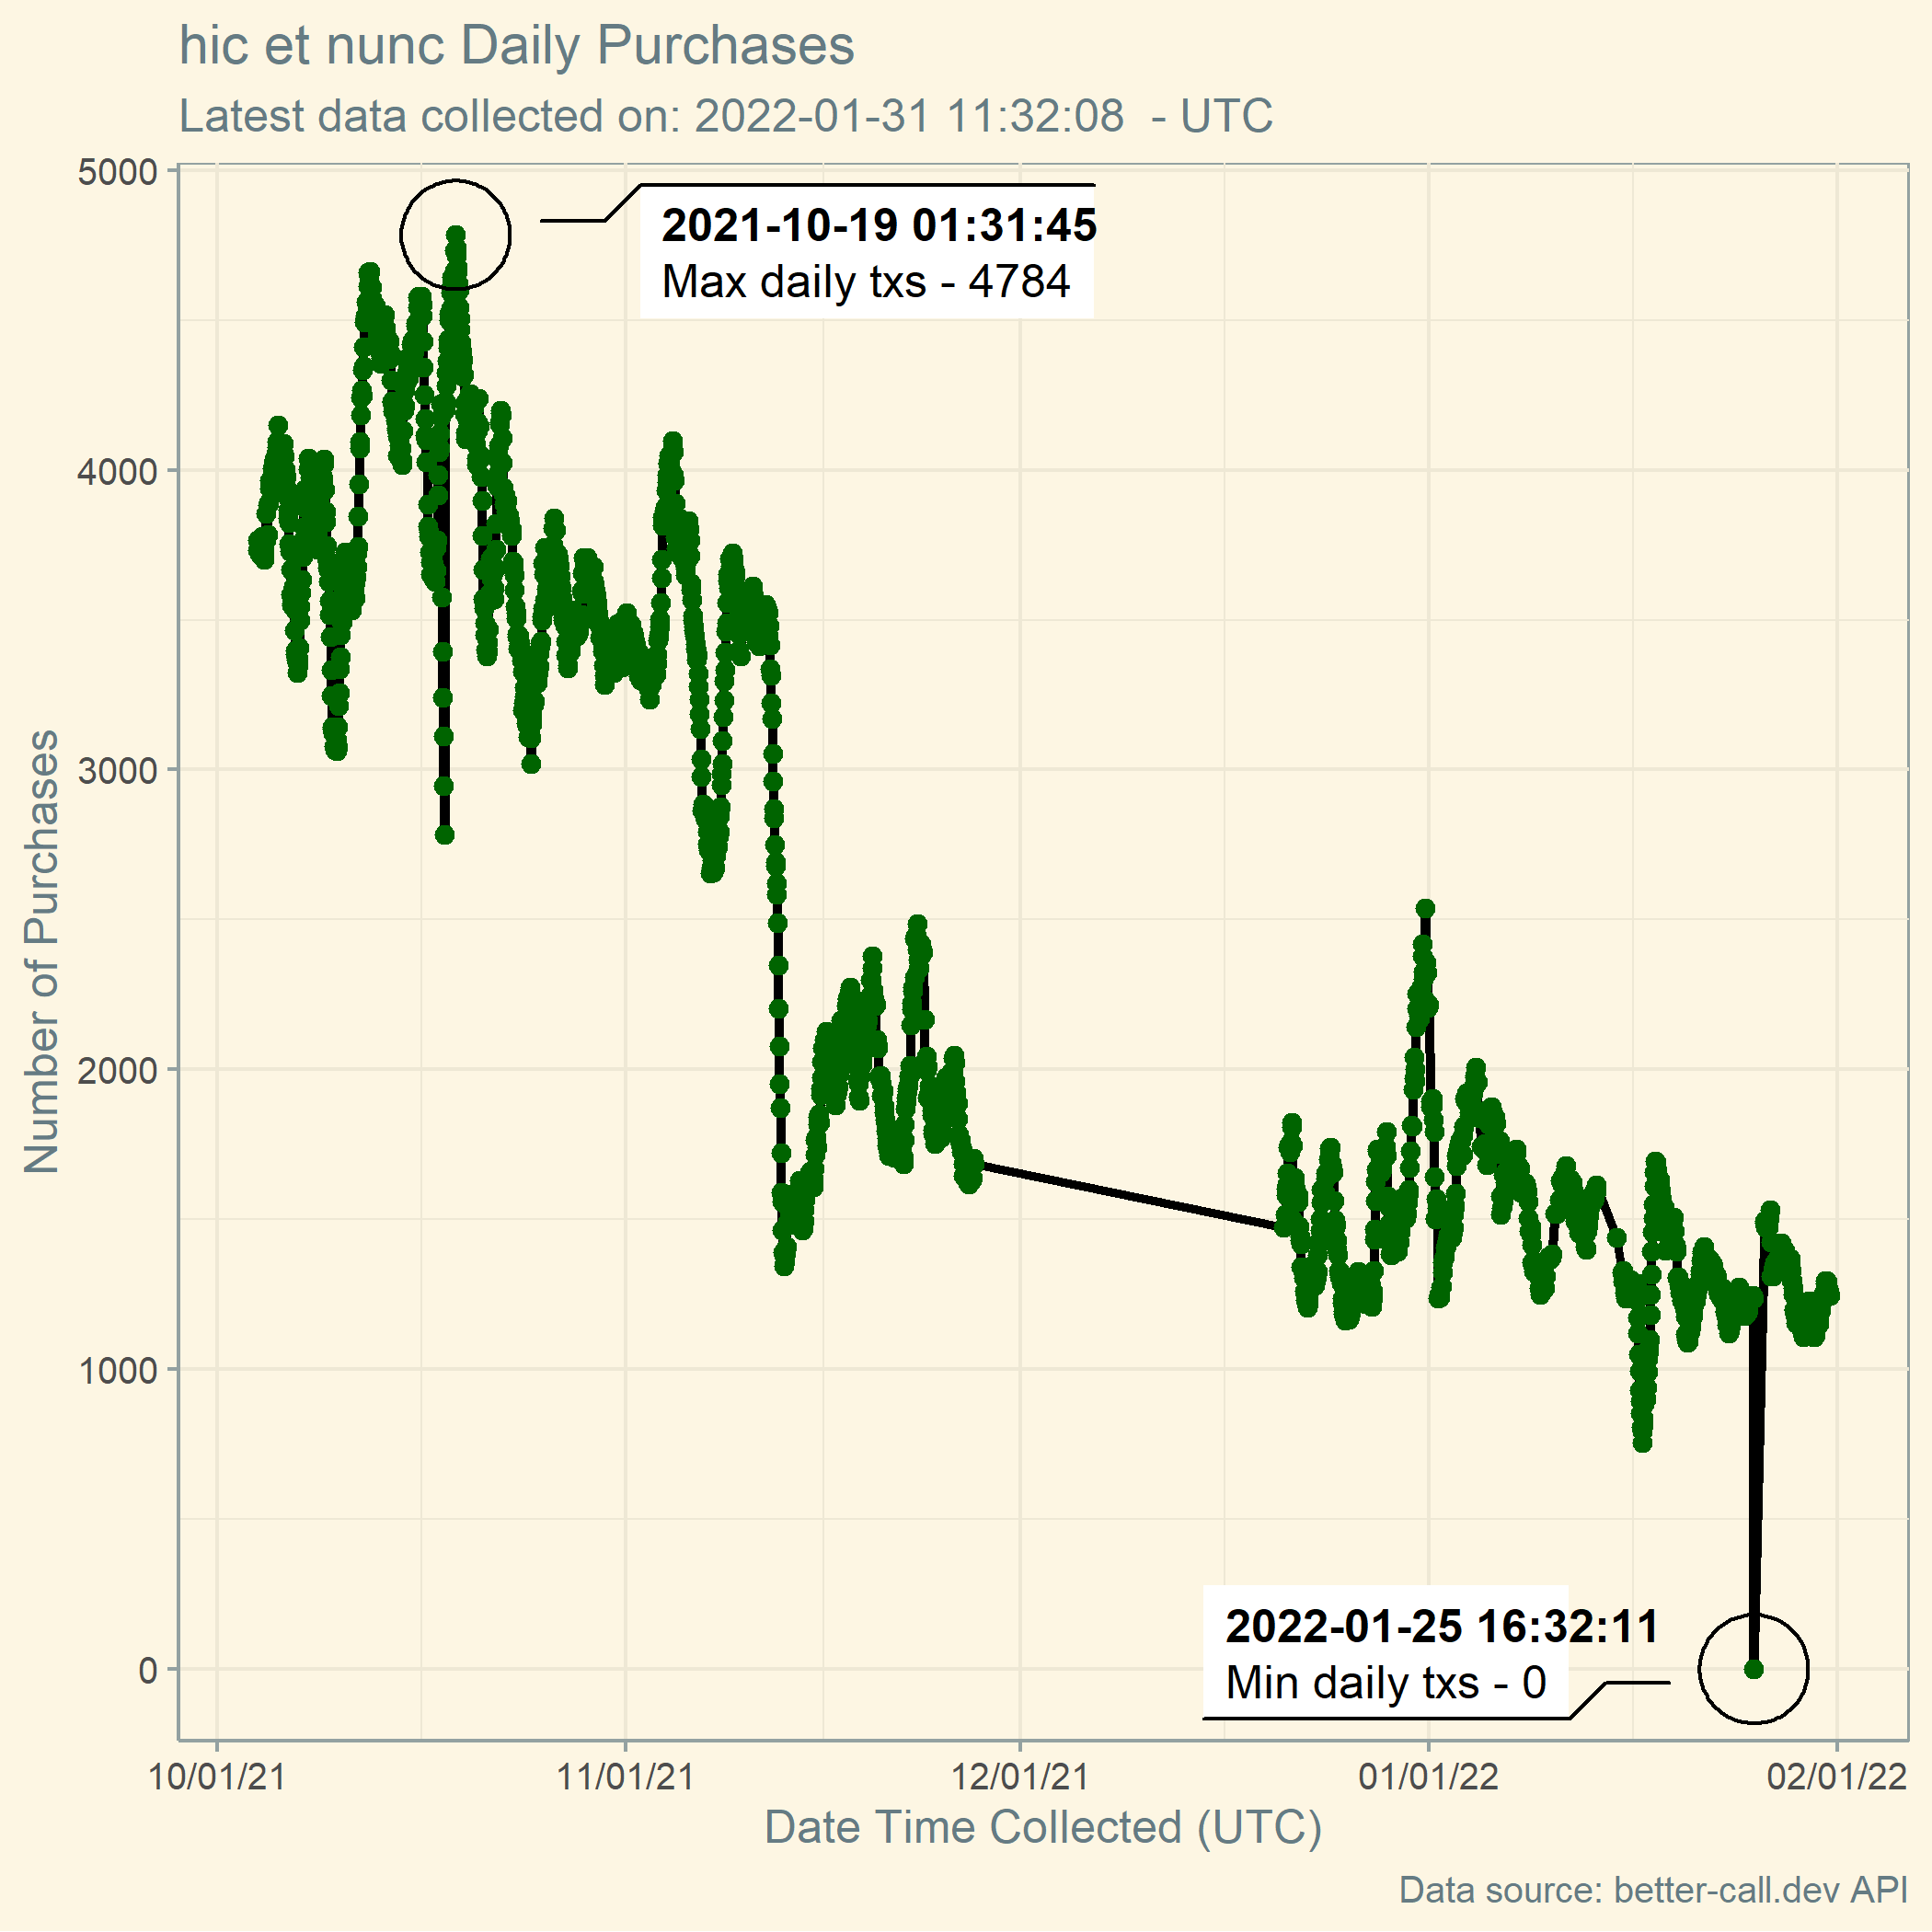 hic et nunc Daily Purchases
Latest data collected on: 2022-01-31 11:32:08  - UTC
5000
4000
3000
2000
1000
0
Number of Purchases
2021-10-19 01:31:45
Max daily txs - 4784
2022-01-25 16:32:11
Min daily txs - 0
10/01/21 11/01/21 12/01/21 01/01/22 02/01/22
Date Time Collected (UTC)
Data source: better-call.dev API